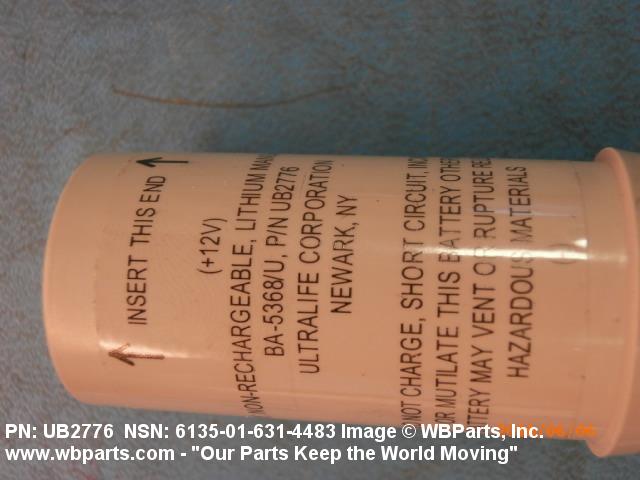 INSERT THIS END
(+12V)
NON-RECHARGEABLE, LITHIUM
BA-5368/U, P/N UB2776
ULTRALIFE CORPORATION
NEWARK, NY
NOT CHARGE, SHORT CIRCUIT,
MUTILATE THIS BATTERY
MAY VENT OR RUPTURE
HAZARDOUS MATERIALS
(-)
PN: UB2776 NSN: 6135-01-631-4483 Image © WBParts, Inc.
www.wbparts.com - "Our Parts Keep the World Moving"